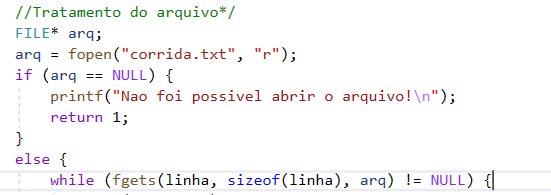 //Tratamento do arquivo*/
FILE* arq;
arq = fopen("corrida.txt", "r");
if (arq == NULL) {
    printf("Nao foi possivel abrir o arquivo!\n");
    return 1;
}
else {
    while (fgets(linha, sizeof(linha), arq) != NULL) {